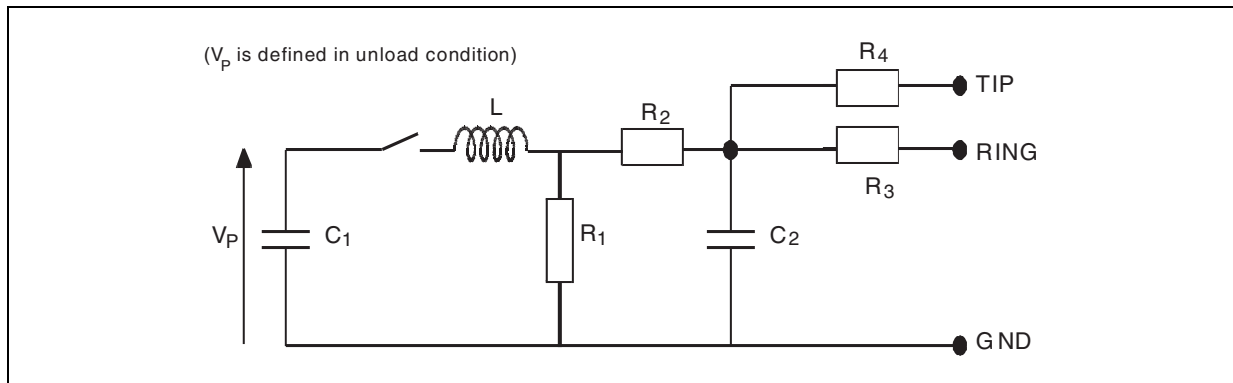 (VP is defined in unload condition)
R4
TIP
L
R2
RING
R3
VP
C1
R1
C2
GND